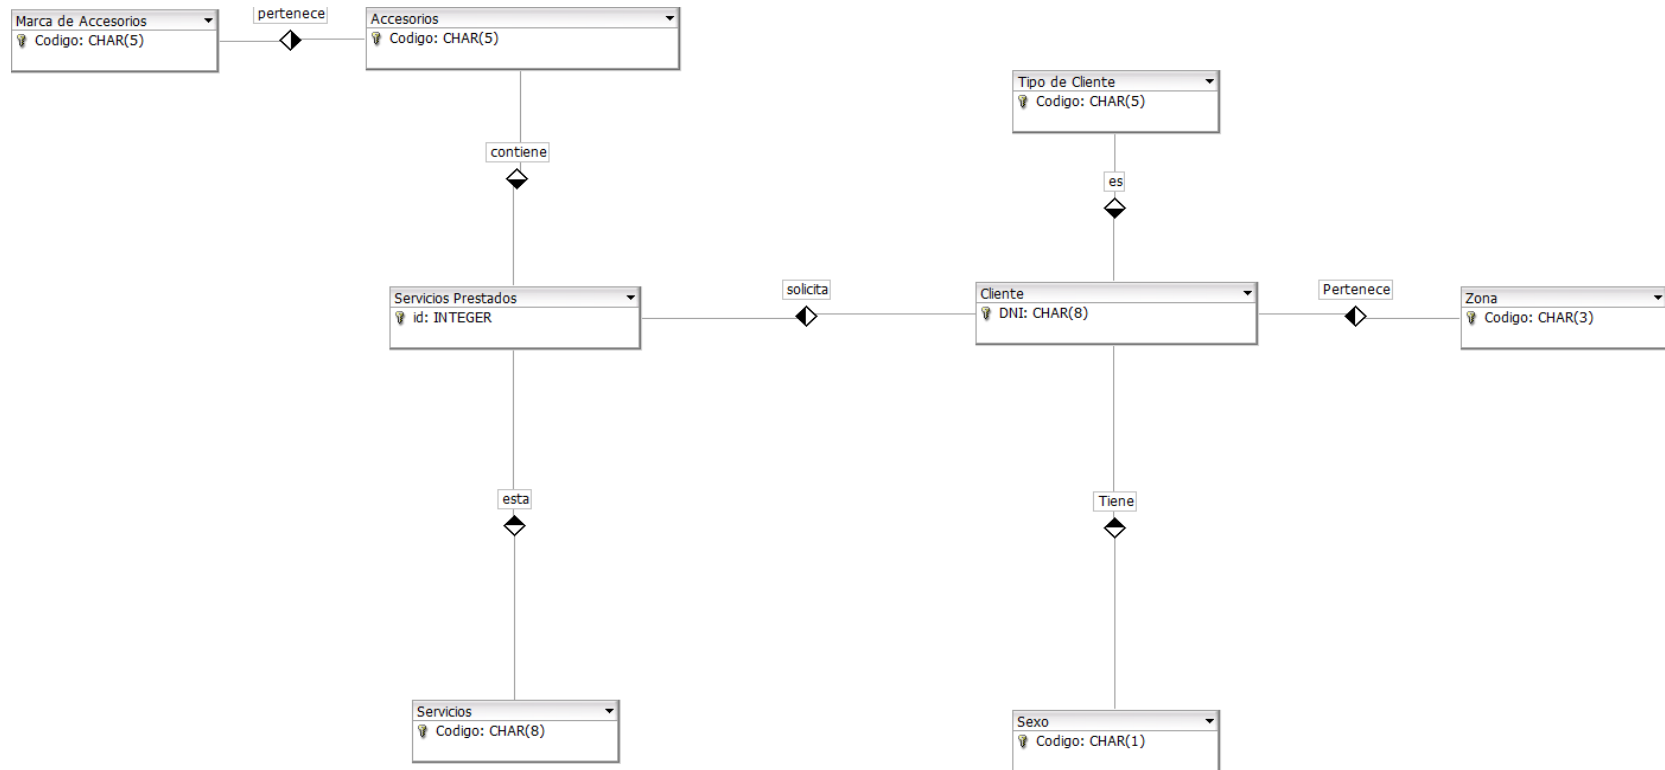 Marca de Accesorios
Codigo: CHAR(5)
pertenece
Accesorios
Codigo: CHAR(5)
Tipo de Cliente
Codigo: CHAR(5)
contiene
es
Servicios Prestados
id: INTEGER
solicita
Cliente
DNI: CHAR(8)
Pertenece
Zona
Codigo: CHAR(3)
esta
Tiene
Servicios
Codigo: CHAR(8)
Sexo
Codigo: CHAR(1)